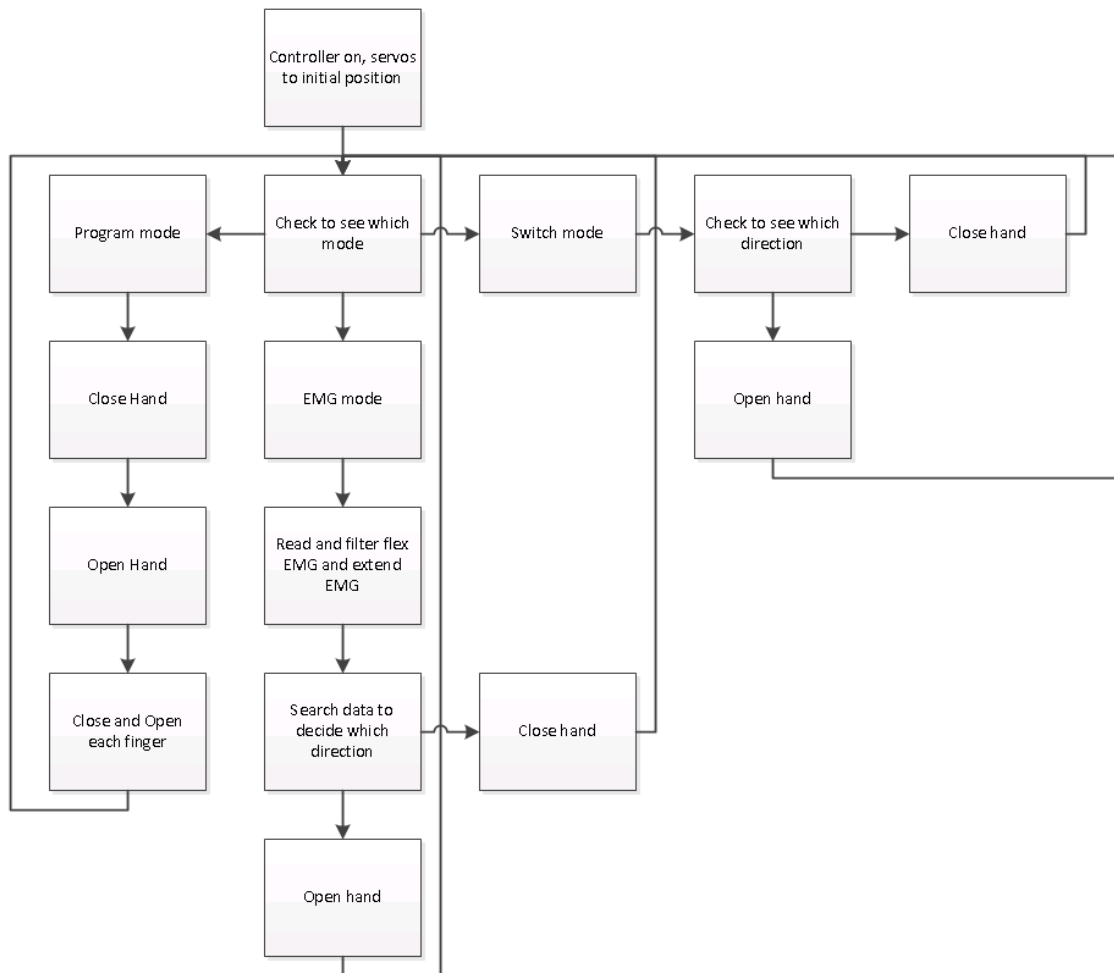 Controller on, servos
to initial position
Program mode
Check to see which
mode
Switch mode
Check to see which
direction
Close hand
Close Hand
EMG mode
Open hand
Open Hand
Read and filter flex
EMG and extend
EMG
Close and Open
each finger
Search data to
decide which
direction
Close hand
Open hand